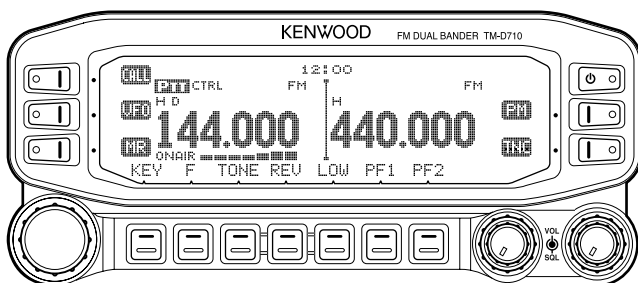 KENWOOD FM DUAL BANDER TM-D710
12:00
CALL PTT CTRL FM FM
H D H
VFO 144.000 440.000 PM
MR ONAIR TNC
KEY F TONE REV LOW PF1 PF2
VOL
SQL